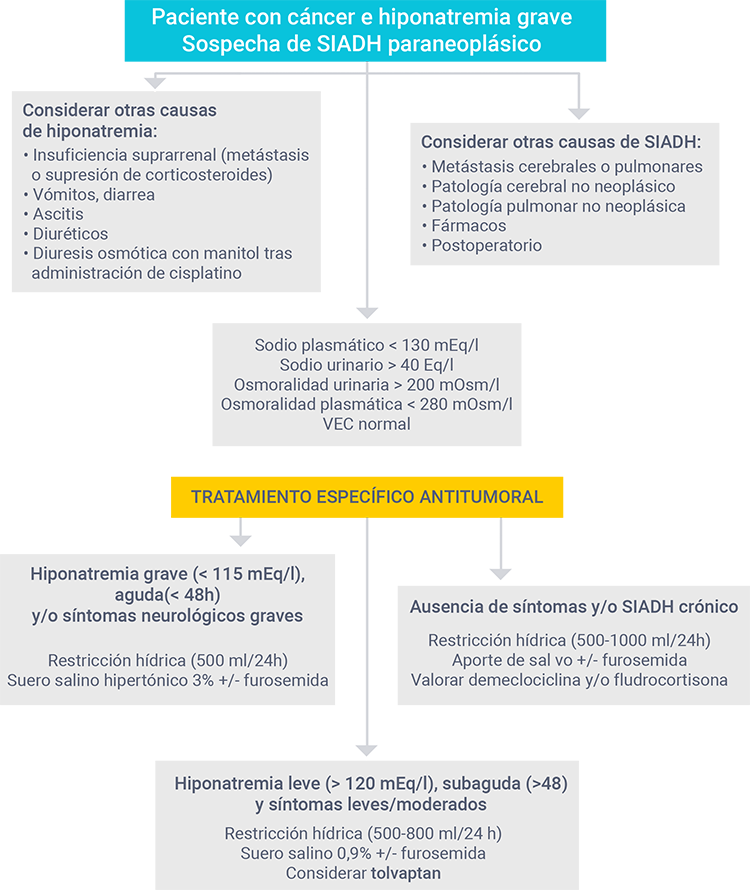 Paciente con cáncer e hiponatremia grave
Sospecha de SIADH paraneoplásico
Considerar otras causas
de hiponatremia:
• Insuficiencia suprarrenal (metástasis
o supresión de corticosteroides)
• Vómitos, diarrea
• Ascitis
• Diuréticos
• Diuresis osmótica con manitol tras
administración de cisplatino
Considerar otras causas de SIADH:
• Metástasis cerebrales o pulmonares
• Patología cerebral no neoplásico
• Patología pulmonar no neoplásica
• Fármacos
• Postoperatorio
Sodio plasmático < 130 mEq/l
Sodio urinario > 40 Eq/l
Osmoralidad urinaria > 200 mOsm/l
Osmoralidad plasmática < 280 mOsm/l
VEC normal
TRATAMIENTO ESPECÍFICO ANTITUMORAL
Hiponatremia grave (< 115 mEq/l),
aguda(< 48h)
y/o síntomas neurológicos graves
Restricción hídrica (500 ml/24h)
Suero salino hipertónico 3% +/- furosemida
Ausencia de síntomas y/o SIADH crónico
Restricción hídrica (500-1000 ml/24h)
Aporte de sal vo +/- furosemida
Valorar demeclociclina y/o fludrocortisona
Hiponatremia leve (> 120 mEq/l), subaguda (>48)
y síntomas leves/moderados
Restricción hídrica (500-800 ml/24 h)
Suero salino 0,9% +/- furosemida
Considerar tolvaptan